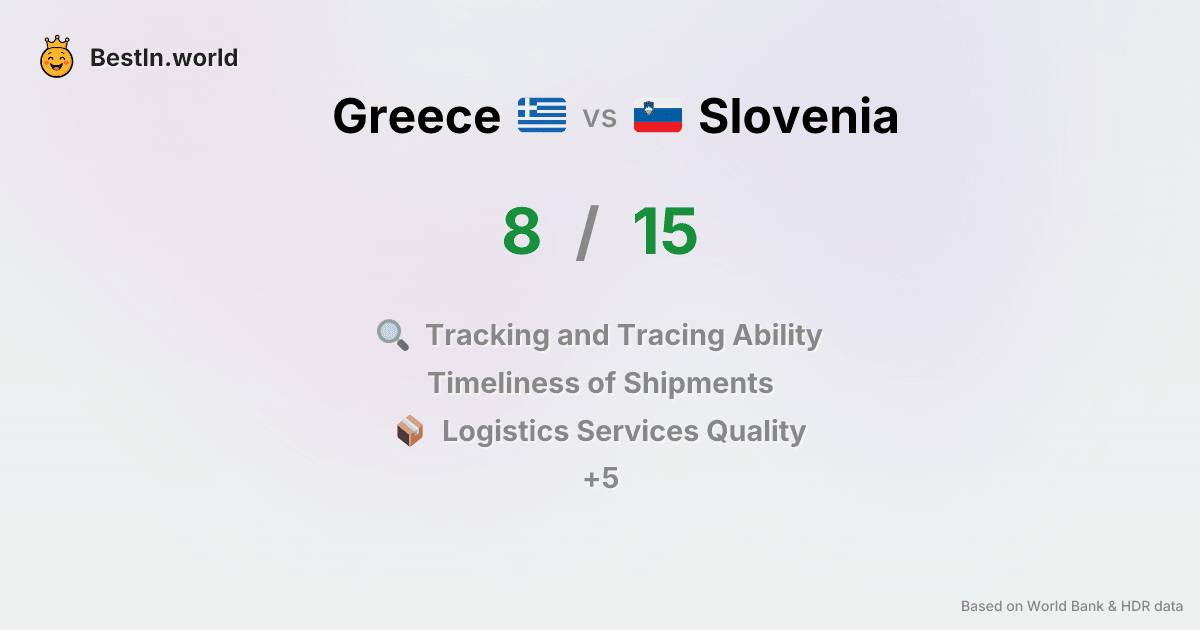 BestIn.world
Greece vs Slovenia
8 / 15
Tracking and Tracing Ability
Timeliness of Shipments
Logistics Services Quality
+5
Based on World Bank & HDR data